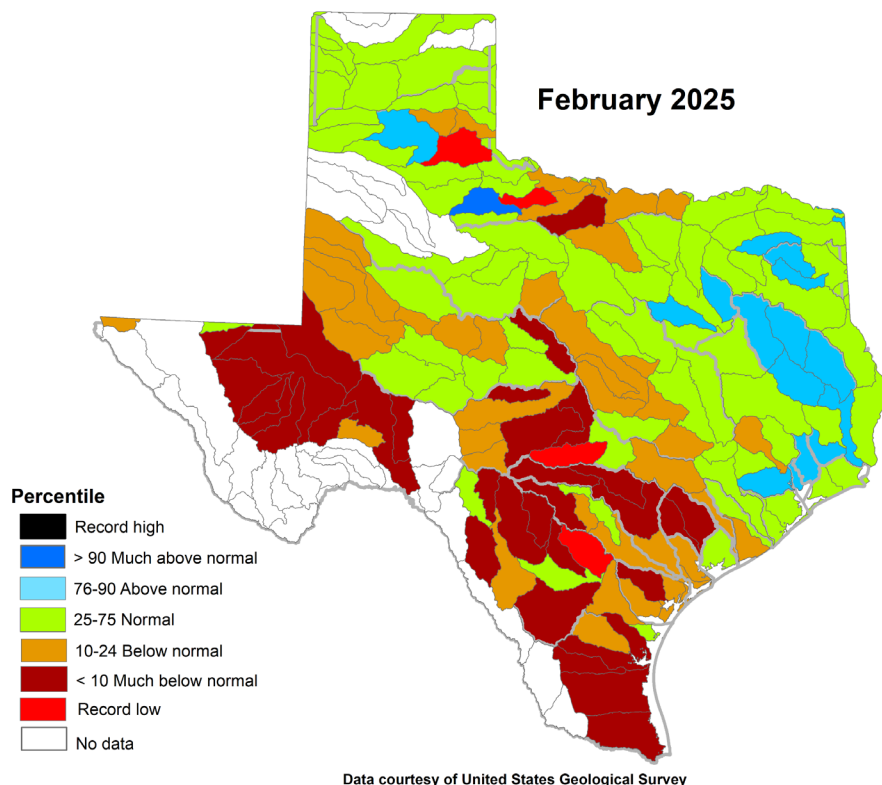 February 2025
Percentile
Record high
> 90 Much above normal
76-90 Above normal
25-75 Normal
10-24 Below normal
< 10 Much below normal
Record low
No data
Data courtesy of United States Geological Survey